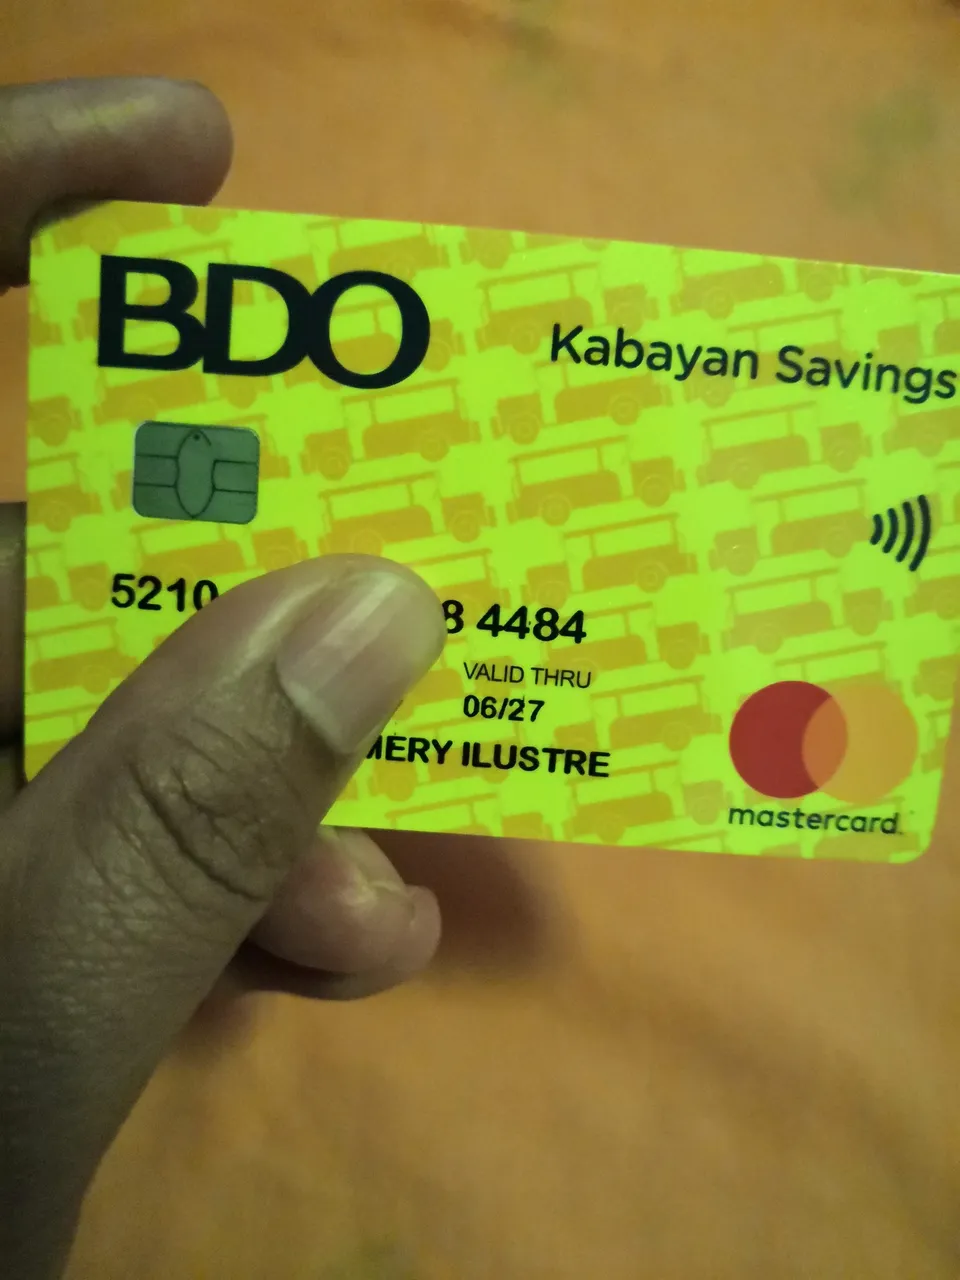 BDO
Kabayan Savings
5210 8 4484
VALID THRU
06/27
MERY ILUSTRE
mastercard